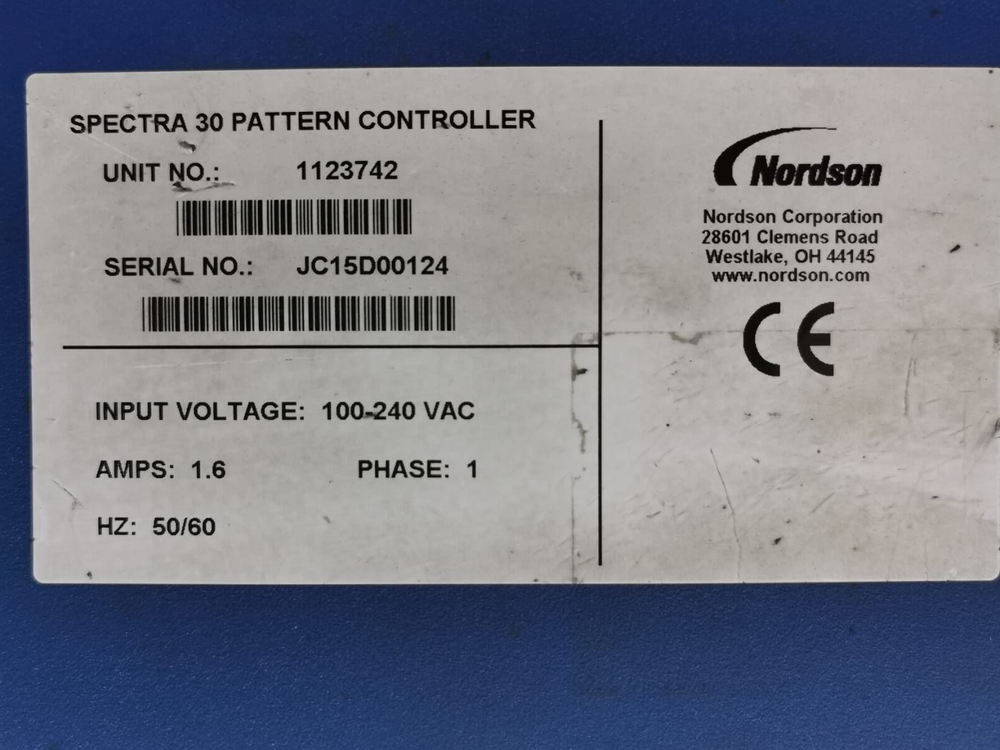 SPECTRA 30 PATTERN CONTROLLER
UNIT NO.: 1123742
SERIAL NO.: JC15D00124
INPUT VOLTAGE: 100-240 VAC
AMPS: 1.6 PHASE: 1
HZ: 50/60
Nordson
Nordson Corporation
28601 Clemens Road
Westlake, OH 44145
www.nordson.com
CE